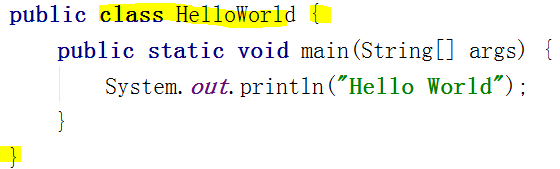 public class HelloWorld {
    public static void main(String[] args) {
        System.out.println("Hello World");
    }
}